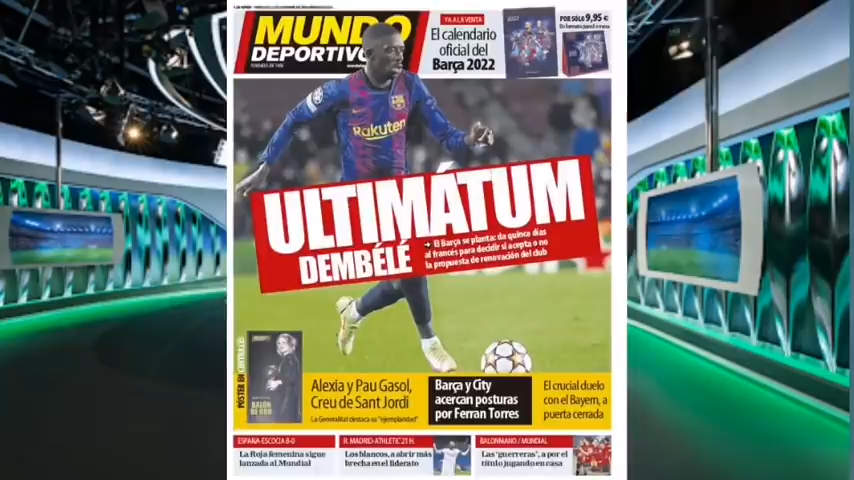 MUNDO
DEPORTIVO
YA A LA VENTA
El calendario
oficial del
Barça 2022
POR SÓLO 9,95 €
Rakuten
ULTIMÁTUM
DEMBÉLÉ
→ El Barça se planta: da quince días
al francés para decidir si acepta o no
la propuesta de renovación del club
PÓSTER EN CONTRACRÓS
BALÓN
DE ORO
Alexia y Pau Gasol,
Creu de Sant Jordi
La Generalitat destaca su "ejemplaridad"
Barça y City
acercan posturas
por Ferran Torres
El crucial duelo
con el Bayern, a
puerta cerrada
ESPAÑA-ESCOCIA 8-0
La Roja femenina sigue
lanzada al Mundial
R. MADRID-ATHLETIC 21 H.
Los blancos, a abrir más
brecha en el liderato
BALONMANO / MUNDIAL
Las 'guerreras', a por el
título jugando en casa